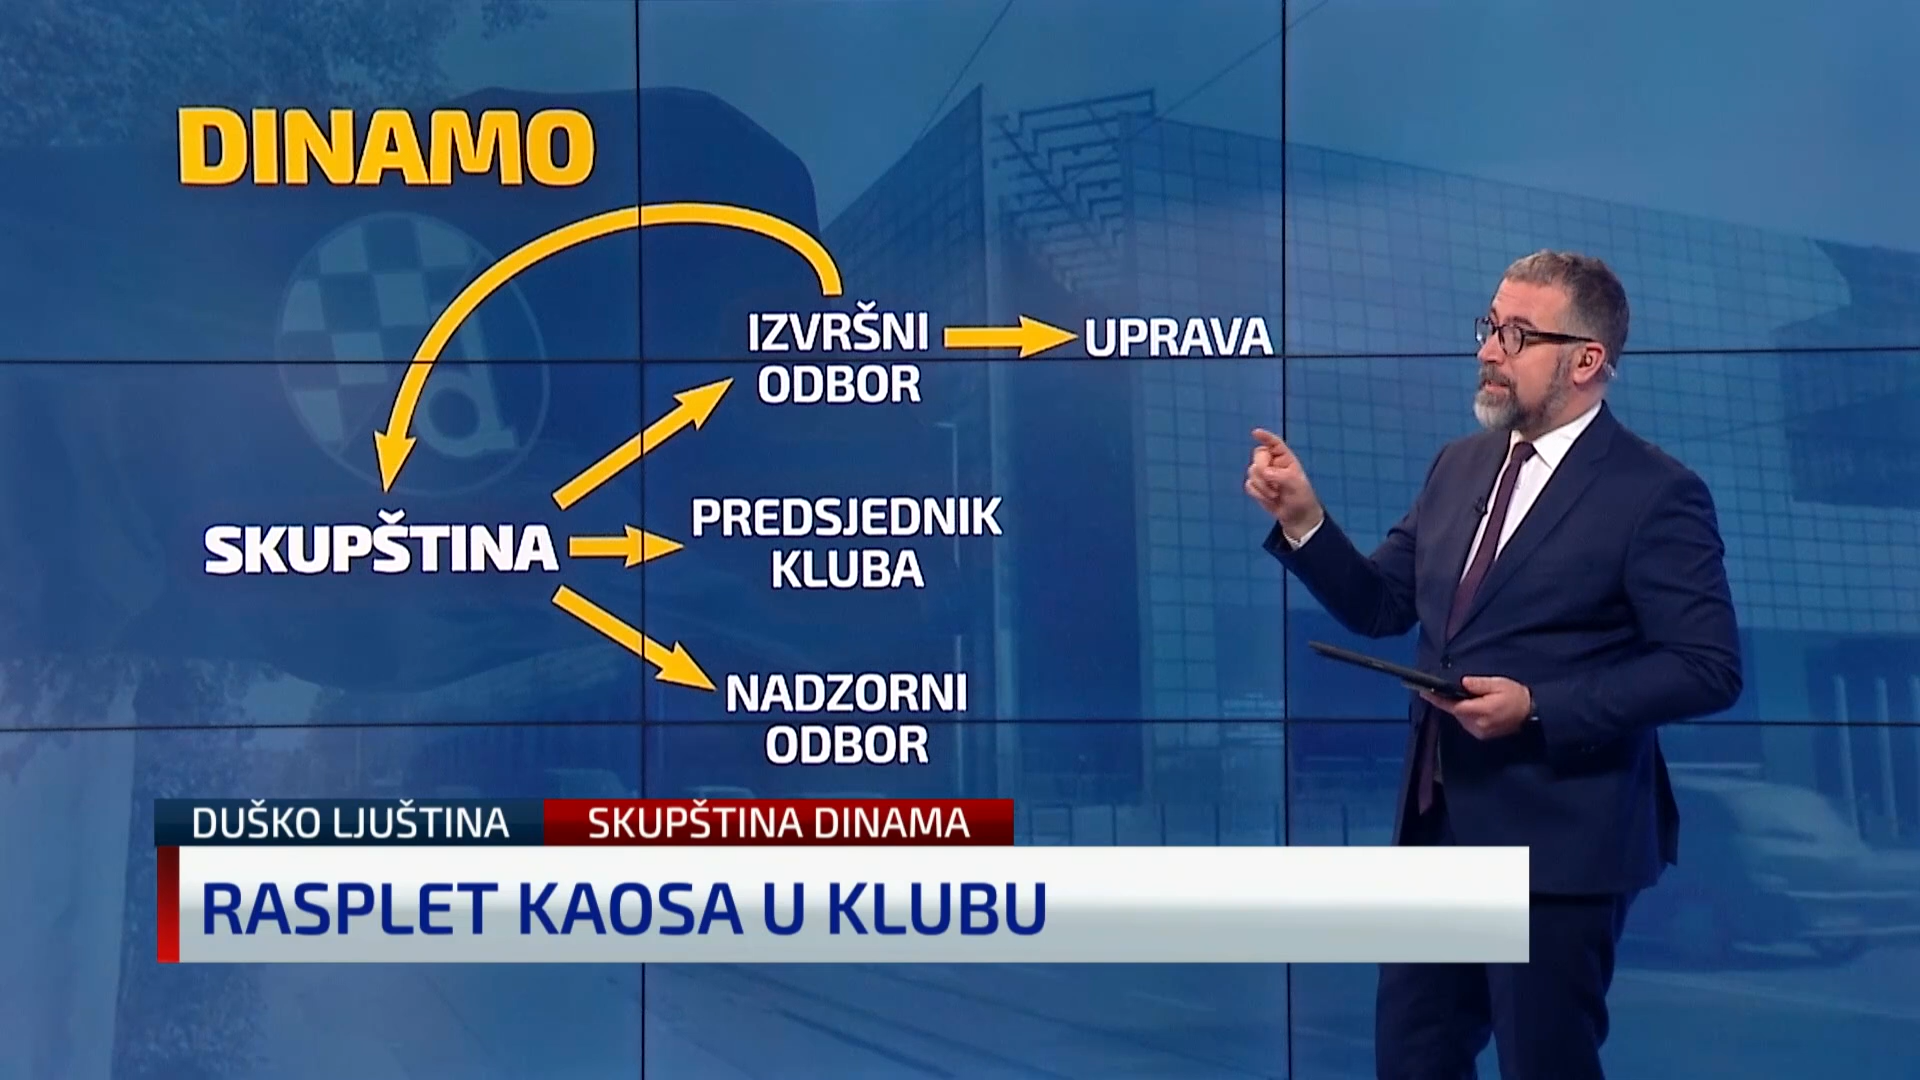 DINAMO
IZVRŠNI
ODBOR
UPRAVA
SKUPŠTINA
PREDSJEDNIK
KLUBA
NADZORNI
ODBOR
DUŠKO LJUŠTINA
SKUPŠTINA DINAMA
RASPLET KAOSA U KLUBU